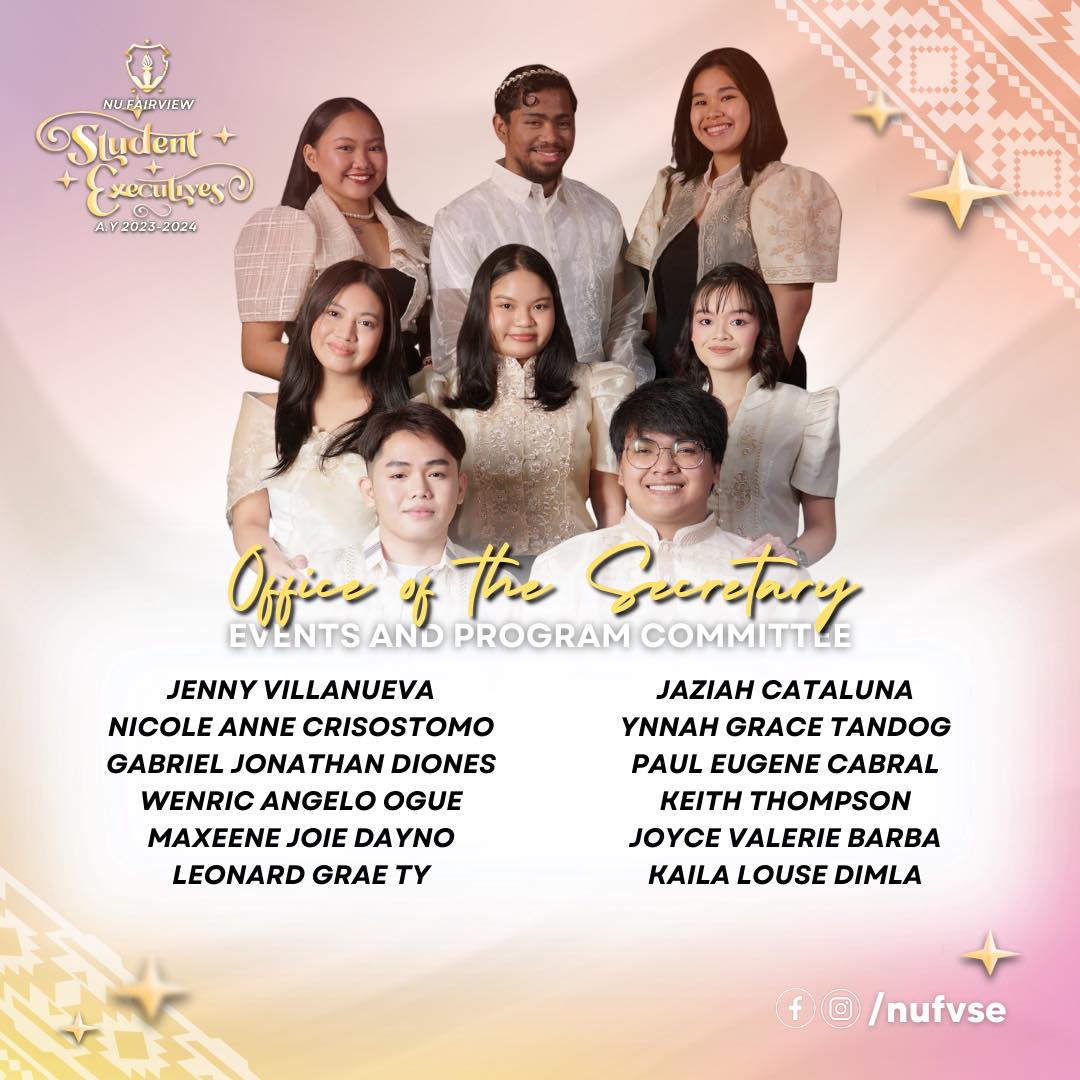 NU FAIRVIEW
Student
Executives
A.Y 2023-2024
Office of the Secretary
EVENTS AND PROGRAM COMMITTEE
JENNY VILLANUEVA
NICOLE ANNE CRISOSTOMO
GABRIEL JONATHAN DIONES
WENRIC ANGELO OGUE
MAXEENE JOIE DAYNO
LEONARD GRAE TY
JAZIAH CATALUNA
YNNAH GRACE TANDOG
PAUL EUGENE CABRAL
KEITH THOMPSON
JOYCE VALERIE BARBA
KAILA LOUSE DIMLA
/nufvse